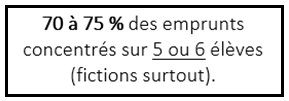 70 à 75 % des emprunts
concentrés sur 5 ou 6 élèves
(fictions surtout).